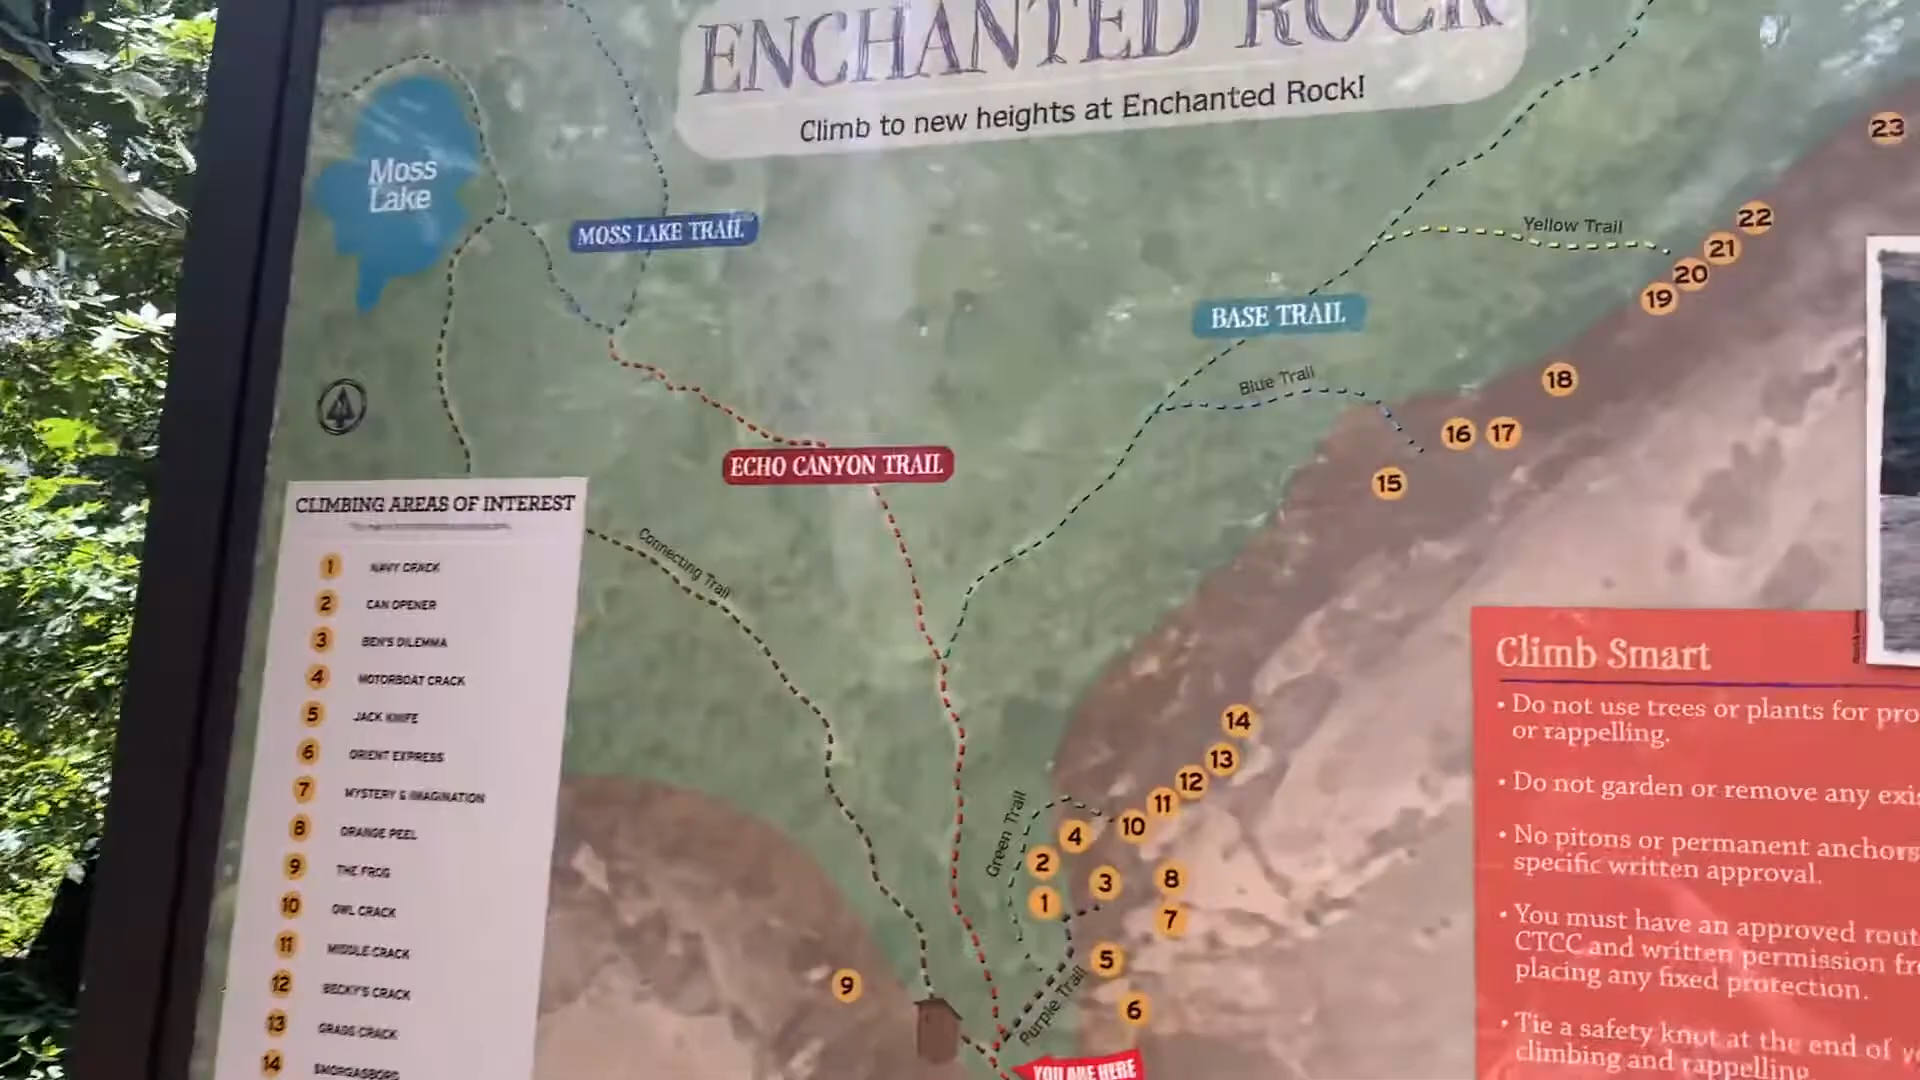 ENCHANTED ROCK
Climb to new heights at Enchanted Rock!
Moss
Lake
MOSS LAKE TRAIL
23
22
21
20
19
Yellow Trail
BASE TRAIL
Blue Trail
18
16
17
15
ECHO CANYON TRAIL
Connecting Trail
CLIMBING AREAS OF INTEREST
1 NAVY CRACK
2 CAN OPENER
3 BEN'S DILEMMA
4 MOTORBOAT CRACK
5 JACK KNIFE
6 ORIENT EXPRESS
7 MYSTERY & IMAGINATION
8 ORANGE PEEL
9 THE FROG
10 OWL CRACK
11 MIDDLE CRACK
12 BECKY'S CRACK
13 GRASS CRACK
14 SMORGASBORD
14
13
12
11
10
4
2
3
8
1
7
5
9
6
Green Trail
Purple Trail
YOU ARE HERE
Climb Smart
• Do not use trees or plants for pro
or rappelling.
• Do not garden or remove any exis
• No pitons or permanent anchors
specific written approval.
• You must have an approved rout
CTCC and written permission fr
placing any fixed protection.
• Tie a safety knot at the end of
climbing and rappelling